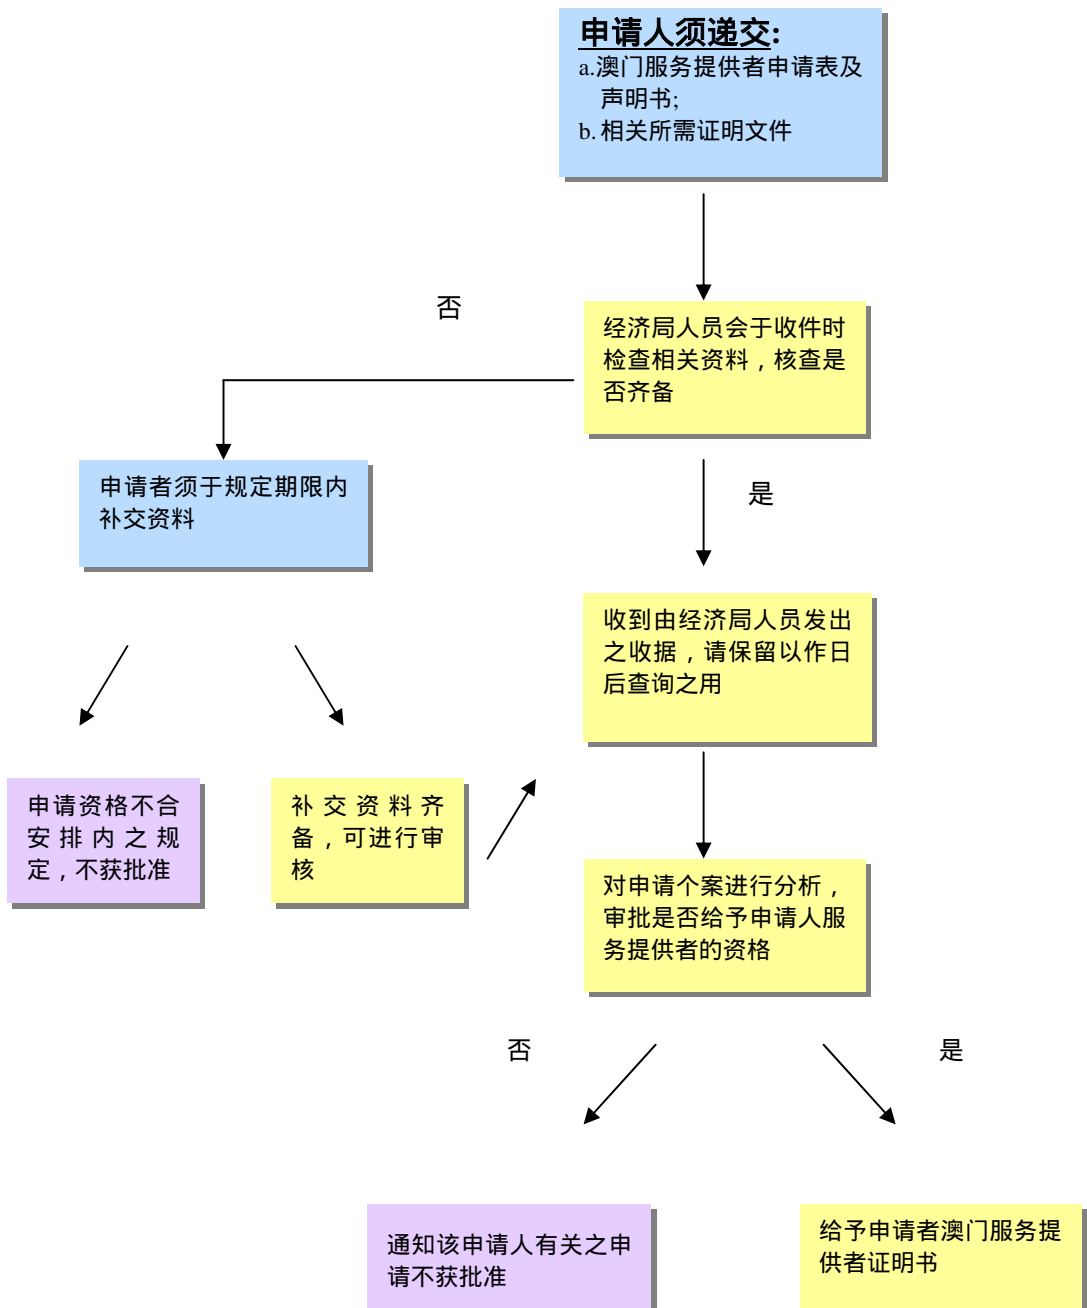 申请人须递交:
a.澳门服务提供者申请表及
声明书;
b. 相关所需证明文件
否
经济局人员会于收件时
检查相关资料，核查是
否齐备
申请者须于规定期限内
补交资料
是
收到由经济局人员发出
之收据，请保留以作日
后查询之用
申请资格不合
安排内之规
定，不获批准
补交资料齐
备，可进行审
核
对申请个案进行分析，
审批是否给予申请人服
务提供者的资格
否
是
通知该申请人有关之申
请不获批准
给予申请者澳门服务提
供者证明书